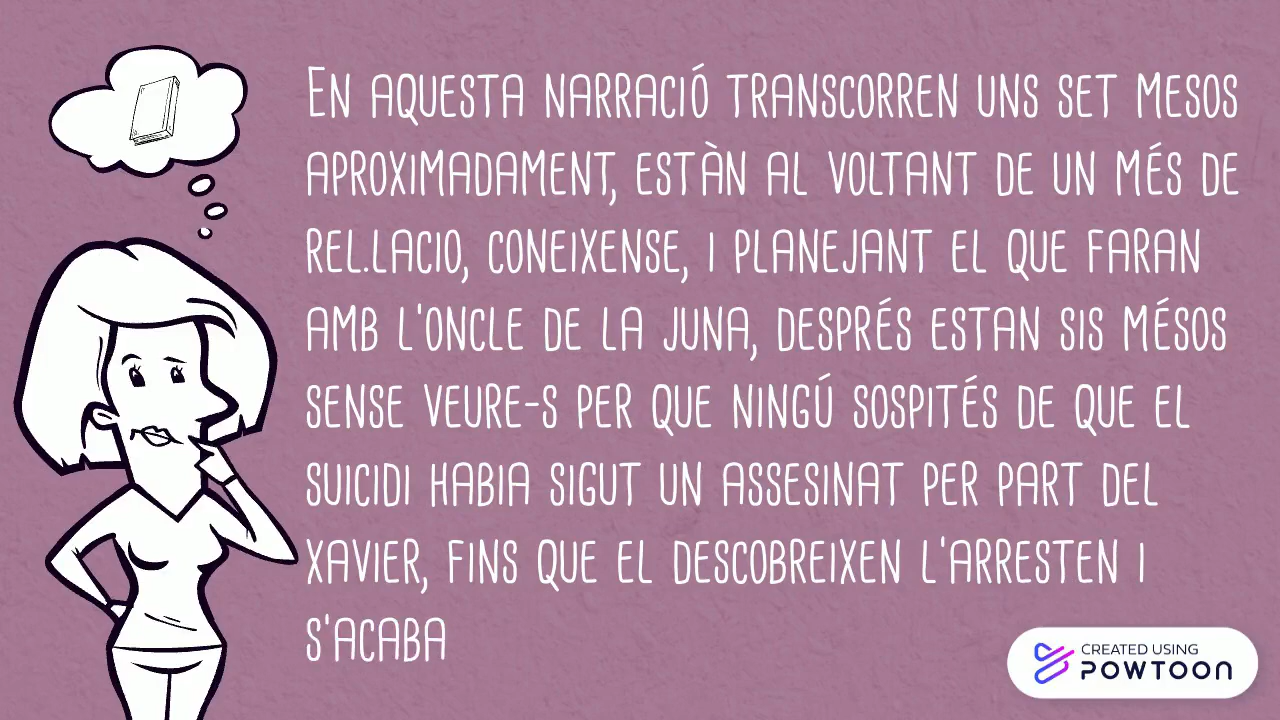 En aquesta narració transcorren uns set mesos
aproximadament, estàn al voltant de un més de
rel.lacio, coneixense, i planejant el que faran
amb l'oncle de la Juna, després estan sis mésos
sense veure-s per que ningú sospités de que el
suicidi habia sigut un assesinat per part del
Xavier, fins que el descobreixen l'arresten i
s'acaba
CREATED USING
POWTOON